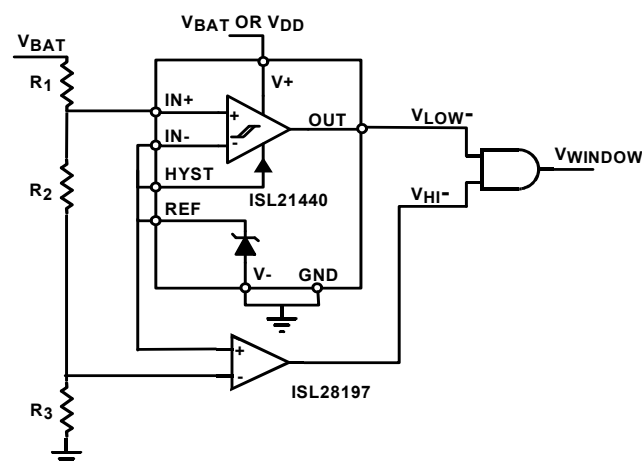 VBAT OR VDD
VBAT
R1
V+
IN+
OUT
VLOW-
+
IN-
-
VWINDOW
HYST
ISL21440
R2
VHI-
REF
V-
GND
+
-
ISL28197
R3